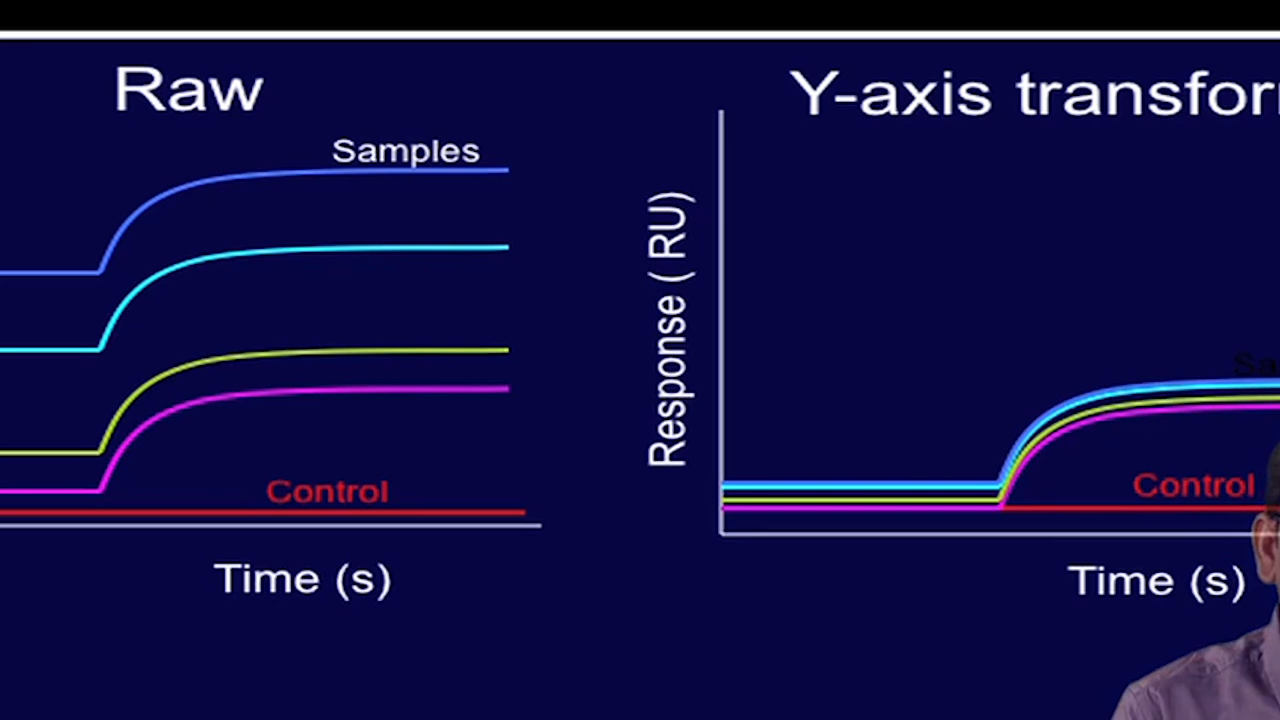 Raw
Samples
Control
Time (s)
Y-axis transfor
Response ( RU)
Control
Time (s)